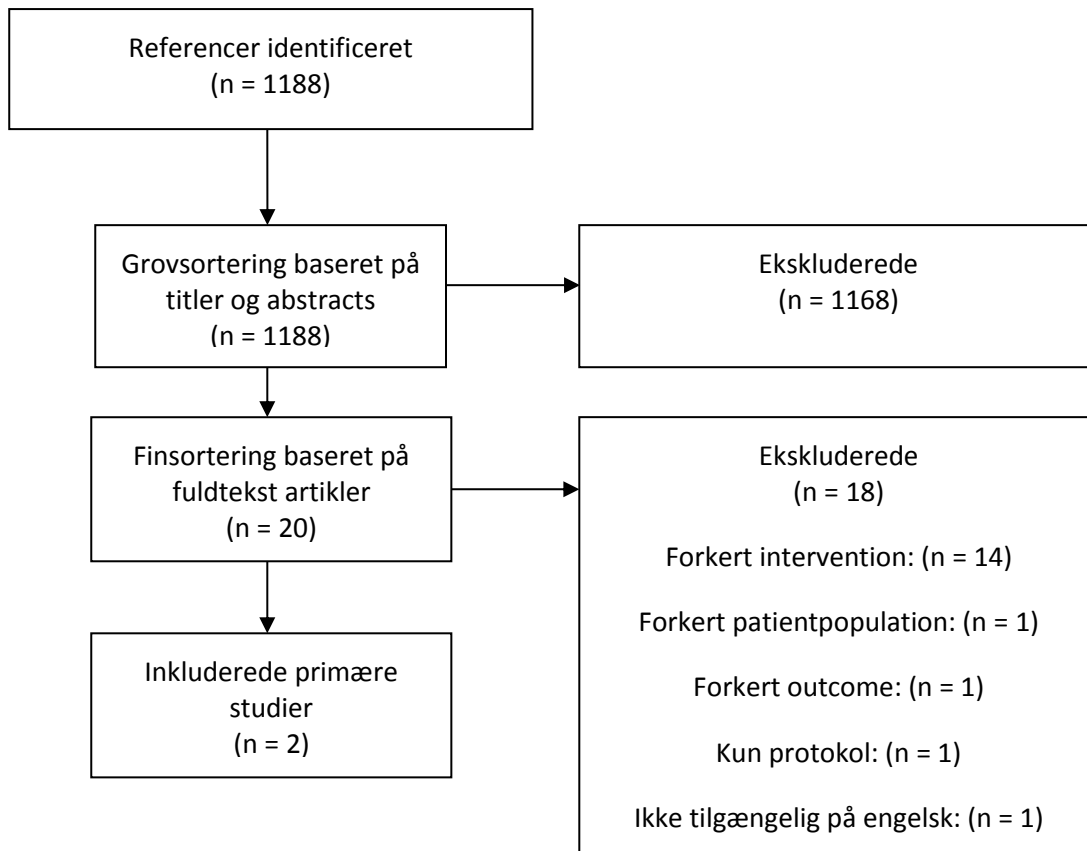 Referencer identificeret
(n = 1188)
Grovsortering baseret på
titler og abstracts
(n = 1188)
Ekskluderede
(n = 1168)
Finsortering baseret på
fuldtekst artikler
(n = 20)
Ekskluderede
(n = 18)
Forkert intervention: (n = 14)
Forkert patientpopulation: (n = 1)
Forkert outcome: (n = 1)
Kun protokol: (n = 1)
Ikke tilgængelig på engelsk: (n = 1)
Inkluderede primære
studier
(n = 2)